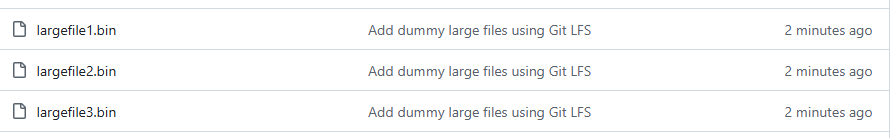 largefile1.bin Add dummy large files using Git LFS 2 minutes ago
largefile2.bin Add dummy large files using Git LFS 2 minutes ago
largefile3.bin Add dummy large files using Git LFS 2 minutes ago